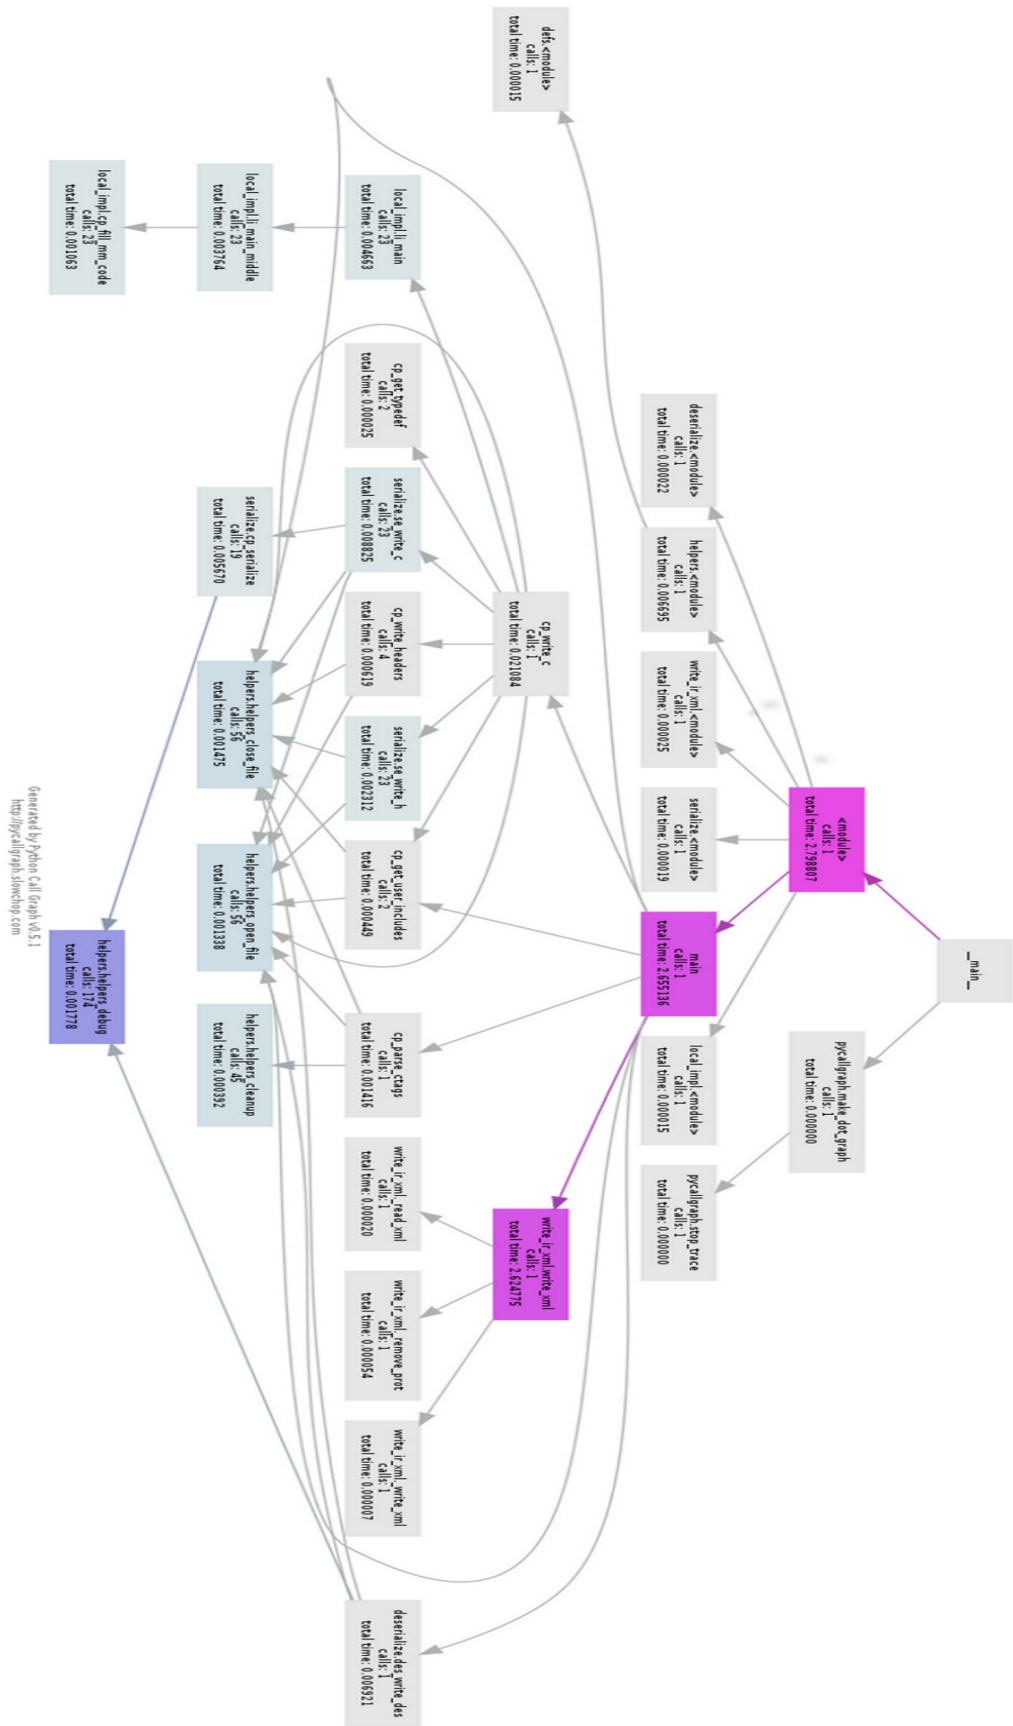 __main__
<module>
calls: 1
total time: 2.798807
pycallgraph.make_dot_graph
calls: 1
total time: 0.000000
deserialize.<module>
calls: 1
total time: 0.000022
helpers.<module>
calls: 1
total time: 0.006695
write_ir_xml.<module>
calls: 1
total time: 0.000025
serialize.<module>
calls: 1
total time: 0.000019
main
calls: 1
total time: 2.655136
local_impl.<module>
calls: 1
total time: 0.000015
pycallgraph.stop_trace
calls: 1
total time: 0.000000
defs.<module>
calls: 1
total time: 0.000015
cp_write_c
calls: 1
total time: 0.021084
write_ir_xml.write_xml
calls: 1
total time: 2.624775
local_impl.li_main
calls: 23
total time: 0.004663
cp_get_typedef
calls: 2
total time: 0.000025
serialize.se_write_c
calls: 23
total time: 0.008825
cp_write_headers
calls: 4
total time: 0.000619
serialize.se_write_h
calls: 23
total time: 0.002312
cp_get_user_includes
calls: 2
total time: 0.000449
cp_parse_ctags
calls: 1
total time: 0.001416
write_ir_xml._read_xml
calls: 1
total time: 0.000020
write_ir_xml._remove_prot
calls: 1
total time: 0.000054
write_ir_xml._write_xml
calls: 1
total time: 0.000007
deserialize.des_write_des
calls: 1
total time: 0.006921
local_impl.li_main_middle
calls: 23
total time: 0.003764
serialize.cp_serialize
calls: 19
total time: 0.005670
helpers.helpers_close_file
calls: 56
total time: 0.001475
helpers.helpers_open_file
calls: 56
total time: 0.001338
helpers.helpers_cleanup
calls: 45
total time: 0.000392
local_impl.cp_fill_mm_code
calls: 23
total time: 0.001063
helpers.helpers_debug
calls: 174
total time: 0.001778
Generated by Python Call Graph v0.5.1
http://pycallgraph.slowchop.com